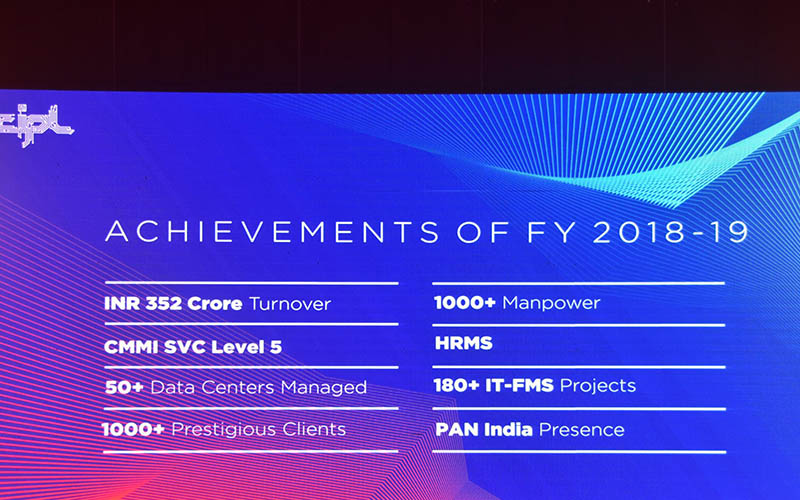 cjpl
ACHIEVEMENTS OF FY 2018-19
INR 352 Crore Turnover
CMMI SVC Level 5
50+ Data Centers Managed
1000+ Prestigious Clients
1000+ Manpower
HRMS
180+ IT-FMS Projects
PAN India Presence